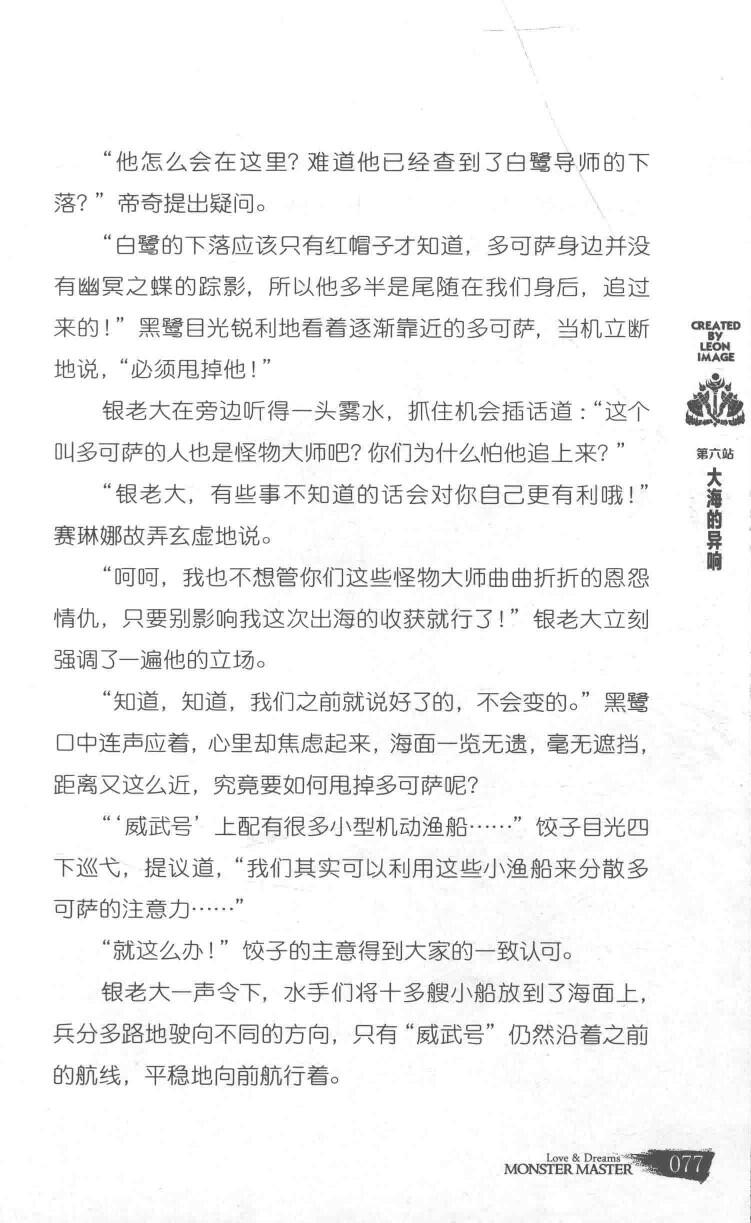 “他怎么会在这里？难道他已经查到了白鹭导师的下
落？”帝奇提出疑问。
“白鹭的下落应该只有红帽子才知道，多可萨身边并没
有幽冥之蝶的踪影，所以他多半是尾随在我们身后，追过
来的！”黑鹭目光锐利地看着逐渐靠近的多可萨，当机立断
地说，“必须甩掉他！”
银老大在旁边听得一头雾水，抓住机会插话道：“这个
叫多可萨的人也是怪物大师吧？你们为什么怕他追上来？”
“银老大，有些事不知道的话会对你自己更有利哦！”
赛琳娜故弄玄虚地说。
“呵呵，我也不想管你们这些怪物大师曲曲折折的恩怨
情仇，只要别影响我这次出海的收获就行了！”银老大立刻
强调了一遍他的立场。
“知道，知道，我们之前就说好了的，不会变的。”黑鹭
口中连声应着，心里却焦虑起来，海面一览无遗，毫无遮挡，
距离又这么近，究竟要如何甩掉多可萨呢？
“‘威武号’上配有很多小型机动渔船……”饺子目光四
下巡弋，提议道，“我们其实可以利用这些小渔船来分散多
可萨的注意力……”
“就这么办！”饺子的主意得到大家的一致认可。
银老大一声令下，水手们将十多艘小船放到了海面上，
兵分多路地驶向不同的方向，只有“威武号”仍然沿着之前
的航线，平稳地向前航行着。
CREATED
BY
LEON
IMAGE
第六站
大海的异响
Love & Dreams
MONSTER MASTER
077